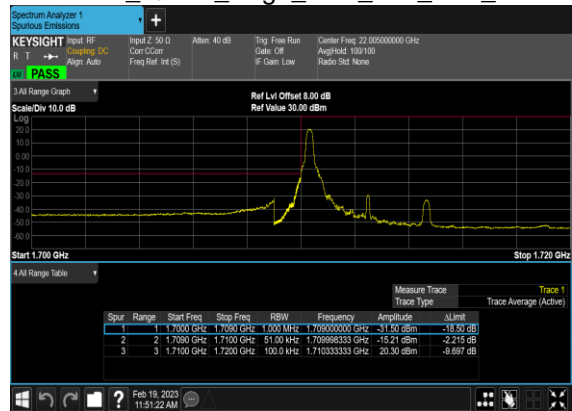 Spectrum Analyzer 1
Spurious Emissions
+
KEYSIGHT Input: RF Input Z: 50 Ω Atten: 40 dB Trig: Free Run Center Freq: 22.005000000 GHz
R T Coupling: DC Corr CCorr Gate: Off Avg|Hold: 100/100
Align: Auto Freq Ref: Int (S) IF Gain: Low Radio Std: None
LW PASS
3 All Range Graph
Ref Lvl Offset 8.00 dB
Scale/Div 10.0 dB Ref Value 30.00 dBm
Log
20.0
10.0
0.00
-10.0
-20.0
-30.0
-40.0
-50.0
-60.0
Start 1.700 GHz Stop 1.720 GHz
4 All Range Table
Measure Trace Trace 1
Trace Type Trace Average (Active)
Spur Range Start Freq Stop Freq RBW Frequency Amplitude ΔLimit
1 1 1.7000 GHz 1.7090 GHz 1.000 MHz 1.709000000 GHz -31.50 dBm -18.50 dB
2 2 1.7090 GHz 1.7100 GHz 51.00 kHz 1.709998333 GHz -15.21 dBm -2.215 dB
3 3 1.7100 GHz 1.7200 GHz 100.0 kHz 1.710333333 GHz 20.30 dBm -9.697 dB
? Feb 19, 2023
11:51:22 AM